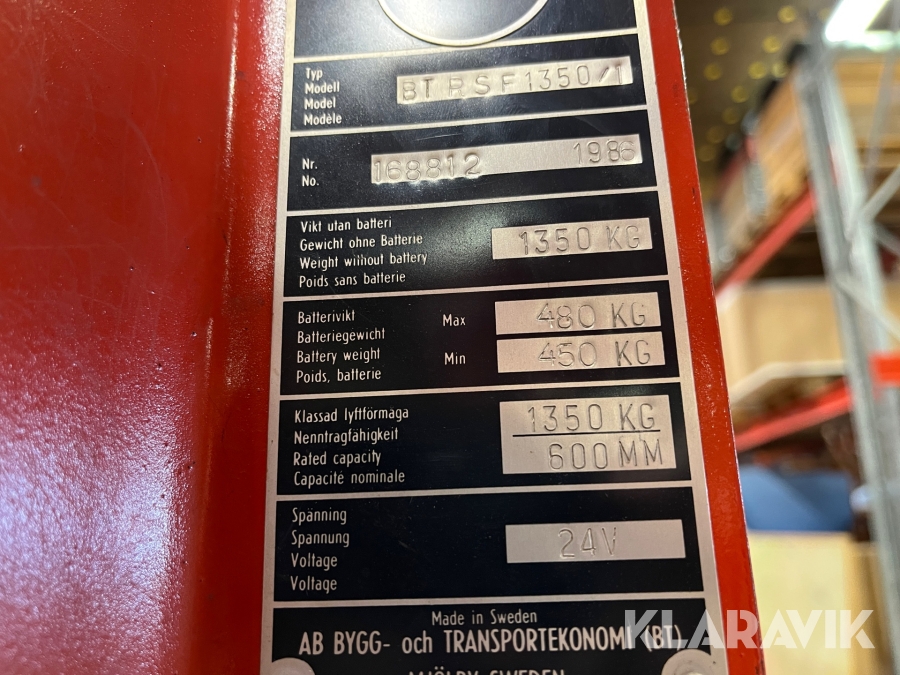 Typ
Modell
Model
Modèle
BT RSF1350/1
Nr.
No.
168812 1986
Vikt utan batteri
Gewicht ohne Batterie
Weight without battery
Poids sans batterie
1350 KG
Batterivikt
Batteriegewicht
Battery weight
Poids, batterie
Max 480 KG
Min 450 KG
Klassad lyftförmaga
Nenntragfähigkeit
Rated capacity
Capacité nominale
1350 KG
600MM
Spänning
Spannung
Voltage
Voltage
24V
Made in Sweden
AB BYGG- och TRANSPORTEKONOMI (BT)
MJÖLBY SWEDEN
KLARAVIK